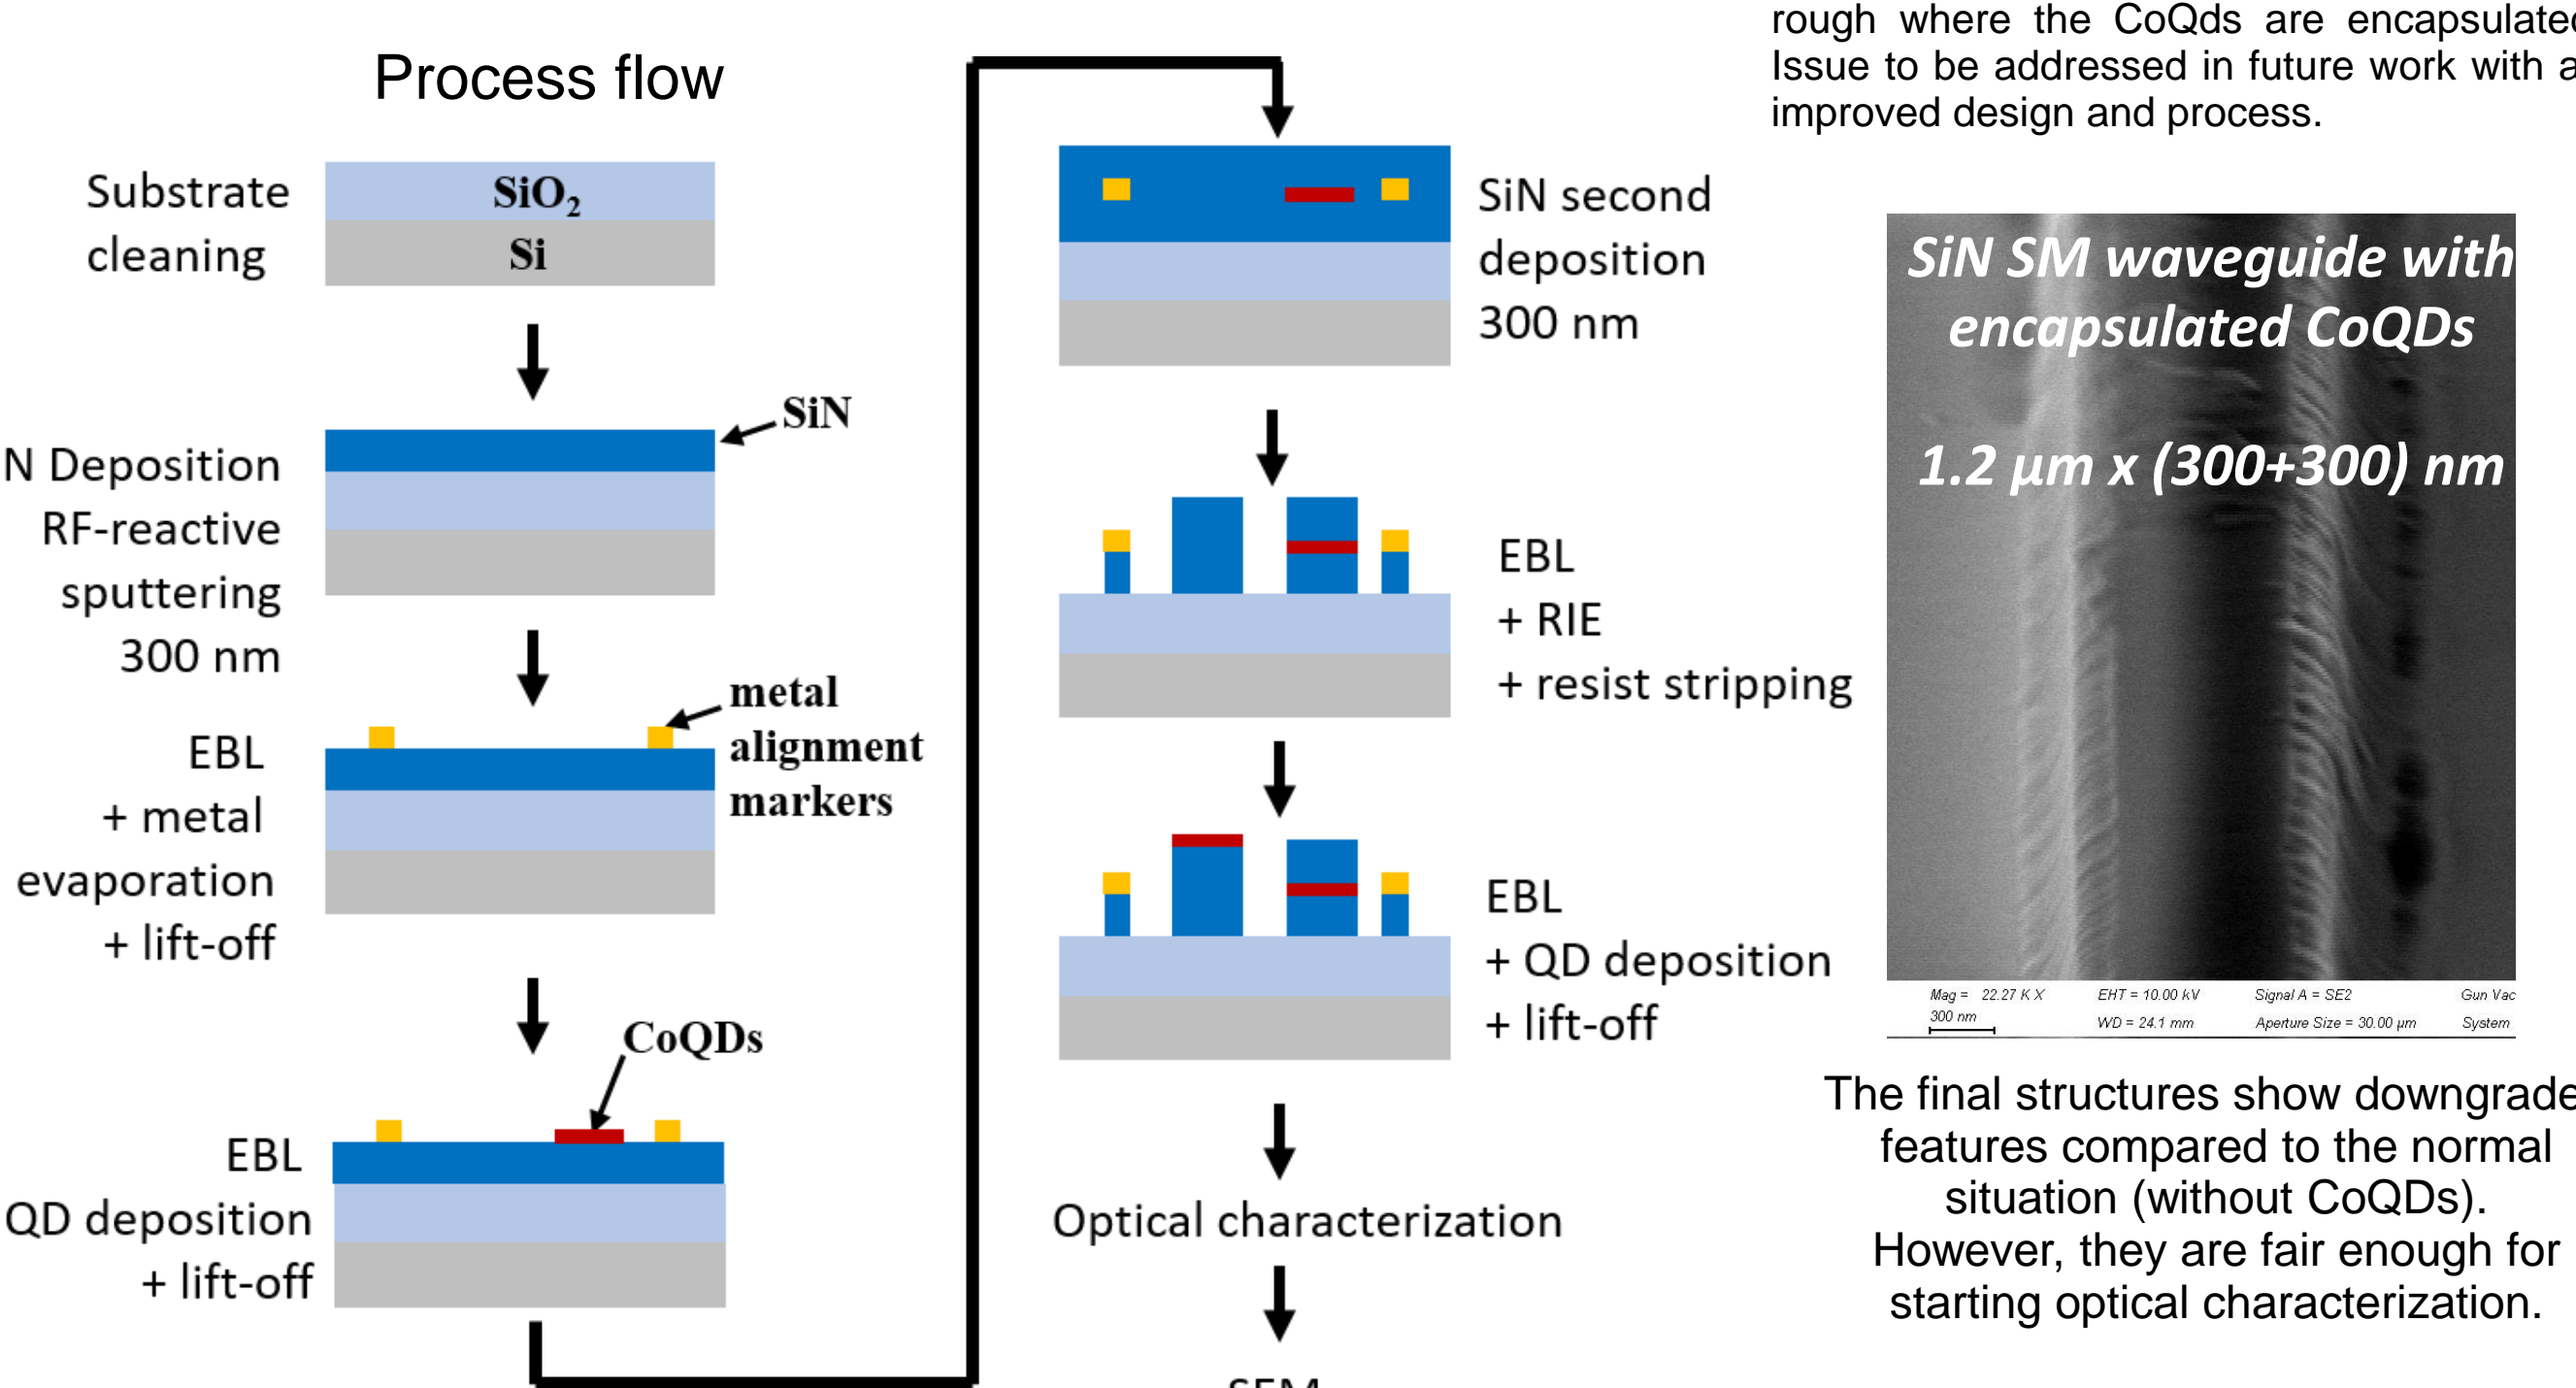 Process flow
Substrate
cleaning
SiO2
Si
N Deposition
RF-reactive
sputtering
300 nm
SiN
EBL
+ metal
evaporation
+ lift-off
metal
alignment
markers
EBL
QD deposition
+ lift-off
CoQDs
SiN second
deposition
300 nm
EBL
+ RIE
+ resist stripping
EBL
+ QD deposition
+ lift-off
Optical characterization
rough where the CoQds are encapsulated
Issue to be addressed in future work with a
improved design and process.
SiN SM waveguide with
encapsulated CoQDs
1.2 µm x (300+300) nm
Mag = 22.27 K X EHT = 10.00 kV Signal A = SE2 Gun Vac
300 nm WD = 24.1 mm Aperture Size = 30.00 µm System
The final structures show downgrade
features compared to the normal
situation (without CoQDs).
However, they are fair enough for
starting optical characterization.